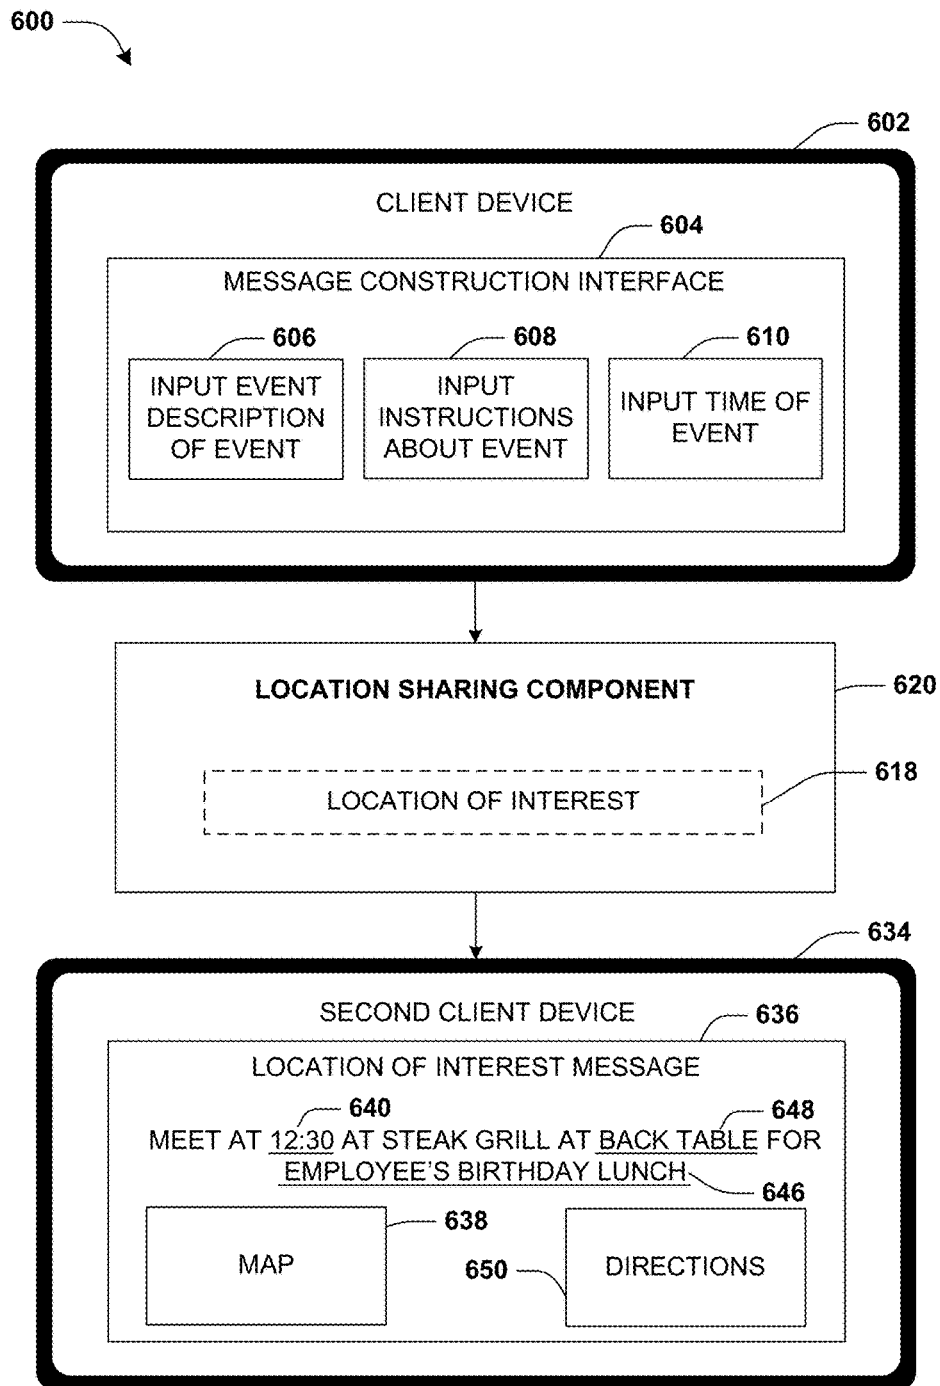 600
602
CLIENT DEVICE
604
MESSAGE CONSTRUCTION INTERFACE
606
608
610
INPUT EVENT
DESCRIPTION
OF EVENT
INPUT
INSTRUCTIONS
ABOUT EVENT
INPUT TIME OF
EVENT
LOCATION SHARING COMPONENT
620
618
LOCATION OF INTEREST
634
SECOND CLIENT DEVICE
636
LOCATION OF INTEREST MESSAGE
640
648
MEET AT 12:30 AT STEAK GRILL AT BACK TABLE FOR
EMPLOYEE'S BIRTHDAY LUNCH
646
638
MAP
650
DIRECTIONS